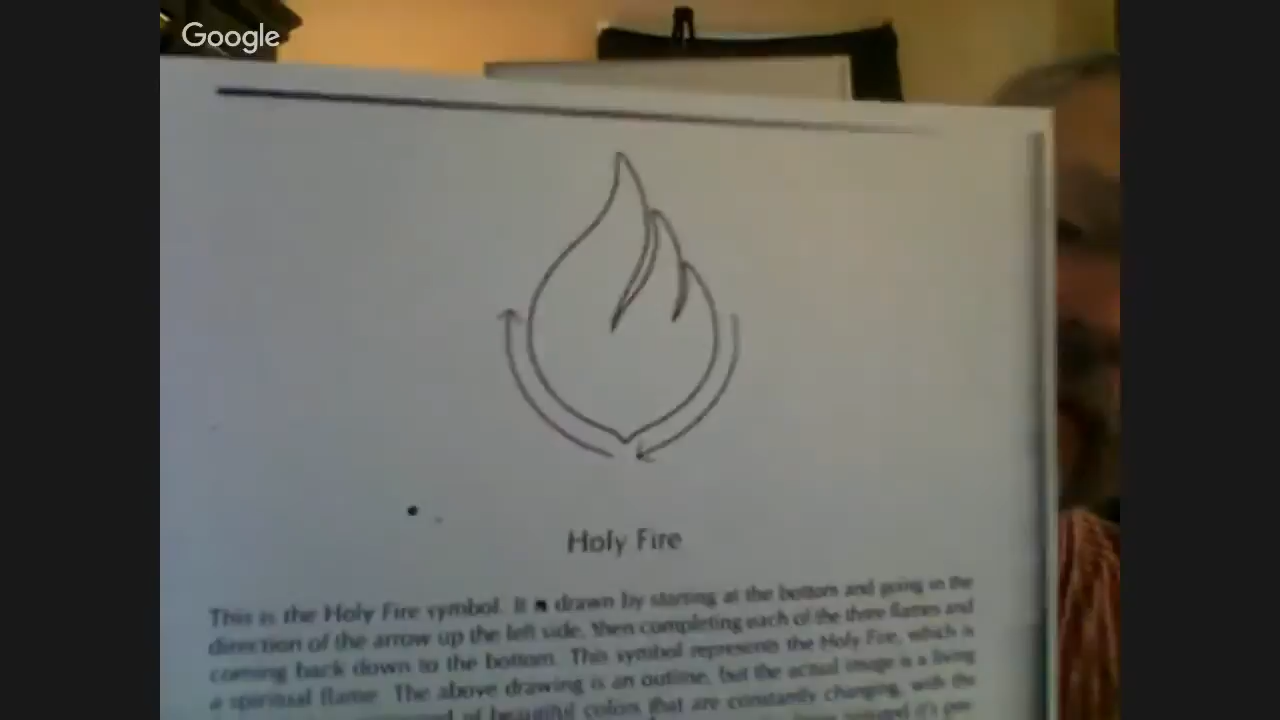 Google
Holy Fire
This is the Holy Fire symbol. It is drawn by starting at the bottom and going in the
direction of the arrow up the left side, then completing each of the three flames and
coming back down to the bottom. This symbol represents the Holy Fire, which is
a spiritual flame. The above drawing is an outline, but the actual image is a living
of beautiful colors that are constantly changing, with the